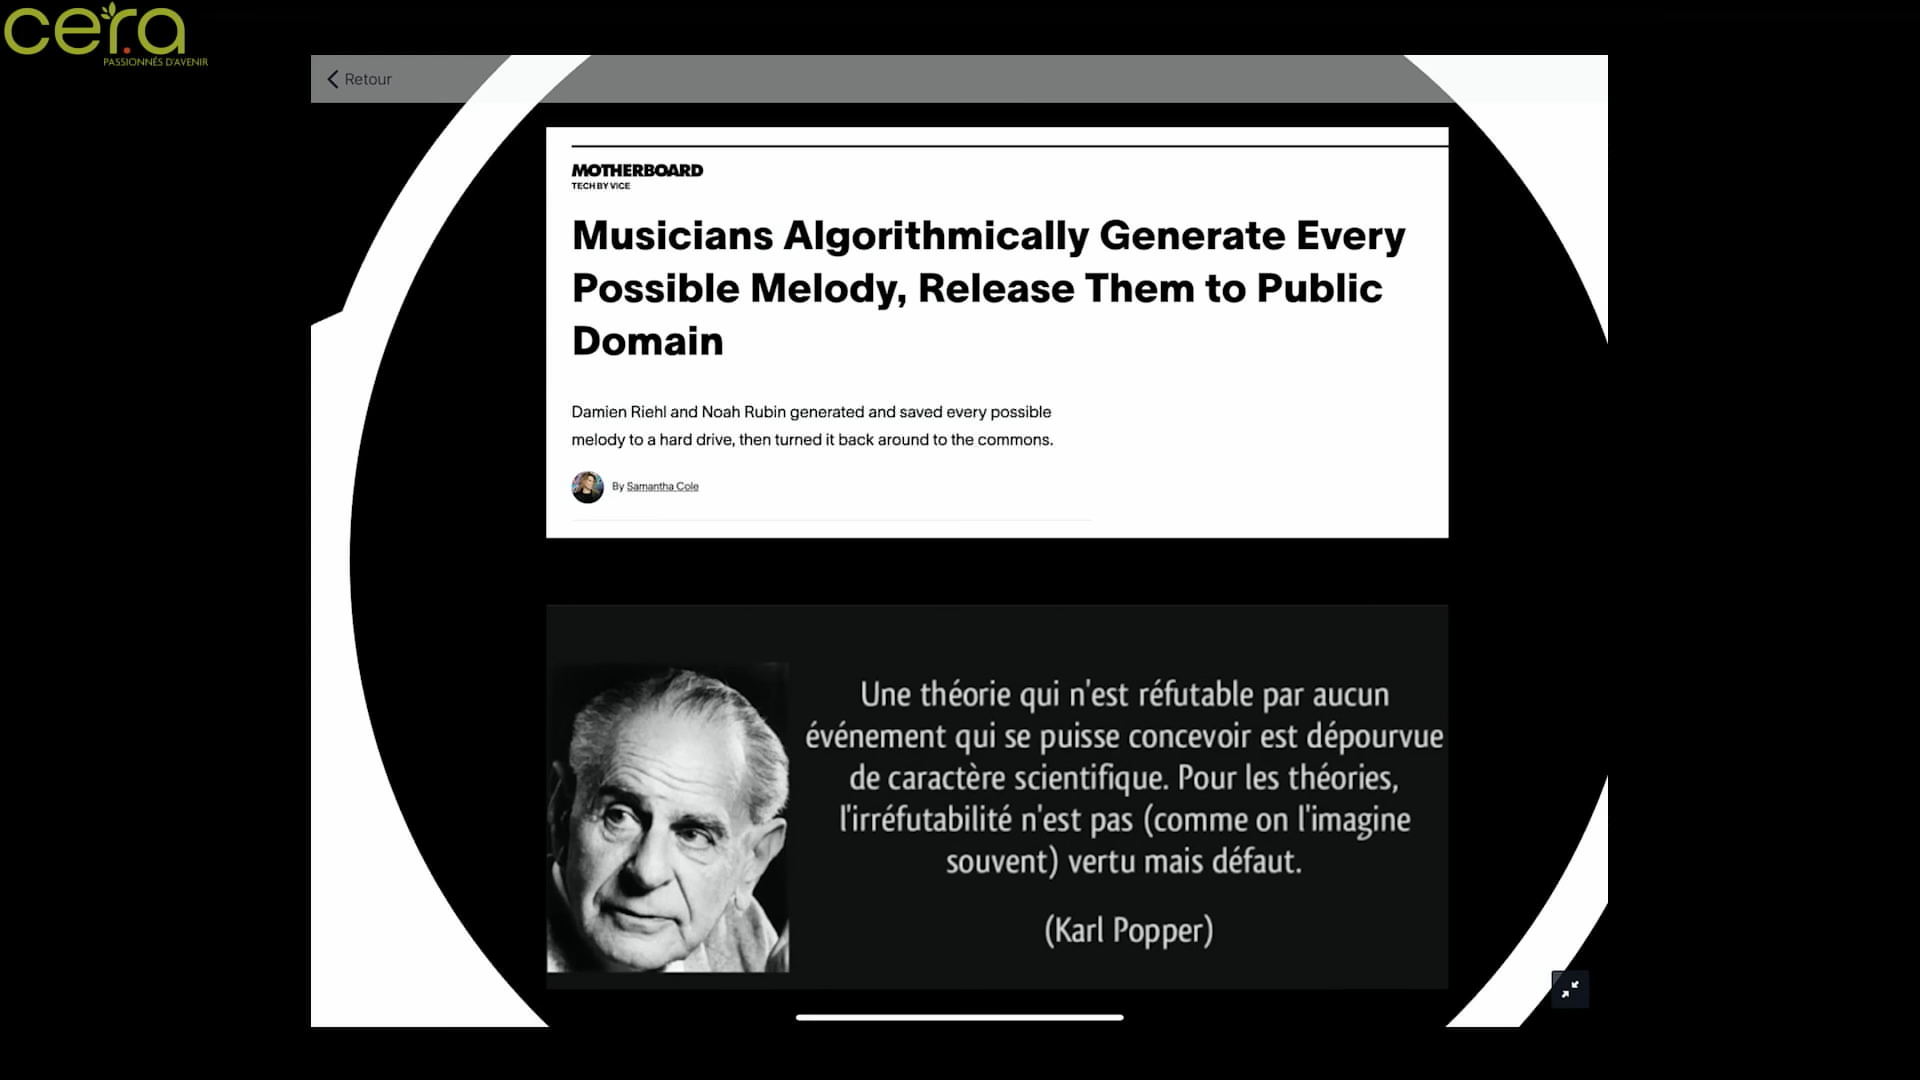 cera
PASSIONNÉS D'AVENIR
Retour
MOTHERBOARD
TECH BY VICE
Musicians Algorithmically Generate Every
Possible Melody, Release Them to Public
Domain
Damien Riehl and Noah Rubin generated and saved every possible
melody to a hard drive, then turned it back around to the commons.
By Samantha Cole
Une théorie qui n'est réfutable par aucun
événement qui se puisse concevoir est dépourvue
de caractère scientifique. Pour les théories,
l'irréfutabilité n'est pas (comme on l'imagine
souvent) vertu mais défaut.
(Karl Popper)